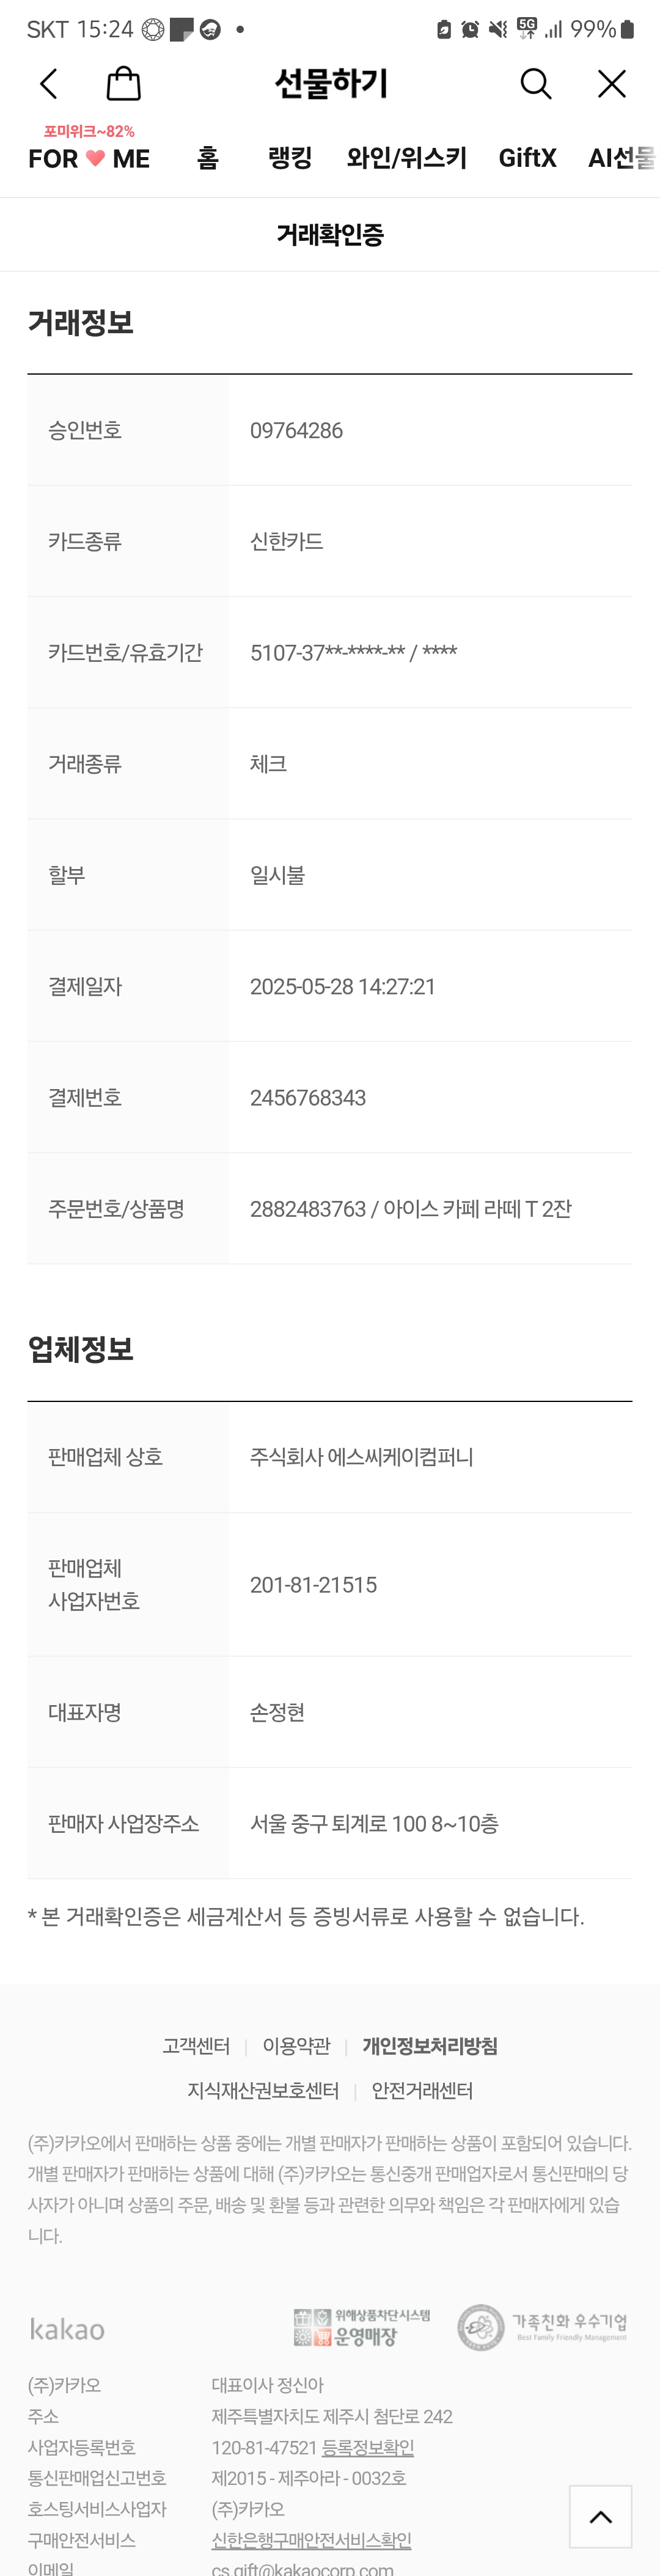 SKT 15:24 5G 99%
선물하기
포미위크~82%
FOR ME 홈 랭킹 와인/위스키 GiftX AI선물
거래확인증
거래정보
승인번호 09764286
카드종류 신한카드
카드번호/유효기간 5107-37**-****-** / ****
거래종류 체크
할부 일시불
결제일자 2025-05-28 14:27:21
결제번호 2456768343
주문번호/상품명 2882483763 / 아이스 카페 라떼 T 2잔
업체정보
판매업체 상호 주식회사 에스씨케이컴퍼니
판매업체
사업자번호 201-81-21515
대표자명 손정현
판매자 사업장주소 서울 중구 퇴계로 100 8~10층
* 본 거래확인증은 세금계산서 등 증빙서류로 사용할 수 없습니다.
고객센터 | 이용약관 | 개인정보처리방침
지식재산권보호센터 | 안전거래센터
(주)카카오에서 판매하는 상품 중에는 개별 판매자가 판매하는 상품이 포함되어 있습니다.
개별 판매자가 판매하는 상품에 대해 (주)카카오는 통신중개 판매업자로서 통신판매의 당
사자가 아니며 상품의 주문, 배송 및 환불 등과 관련한 의무와 책임은 각 판매자에게 있습
니다.
kakao
위해상품차단시스템
운영매장
가족친화 우수기업
Best Family Friendly Management
(주)카카오 대표이사 정신아
주소 제주특별자치도 제주시 첨단로 242
사업자등록번호 120-81-47521 등록정보확인
통신판매업신고번호 제2015 - 제주아라 - 0032호
호스팅서비스사업자 (주)카카오
구매안전서비스 신한은행구매안전서비스확인
이메일 cs.gift@kakaocorp.com